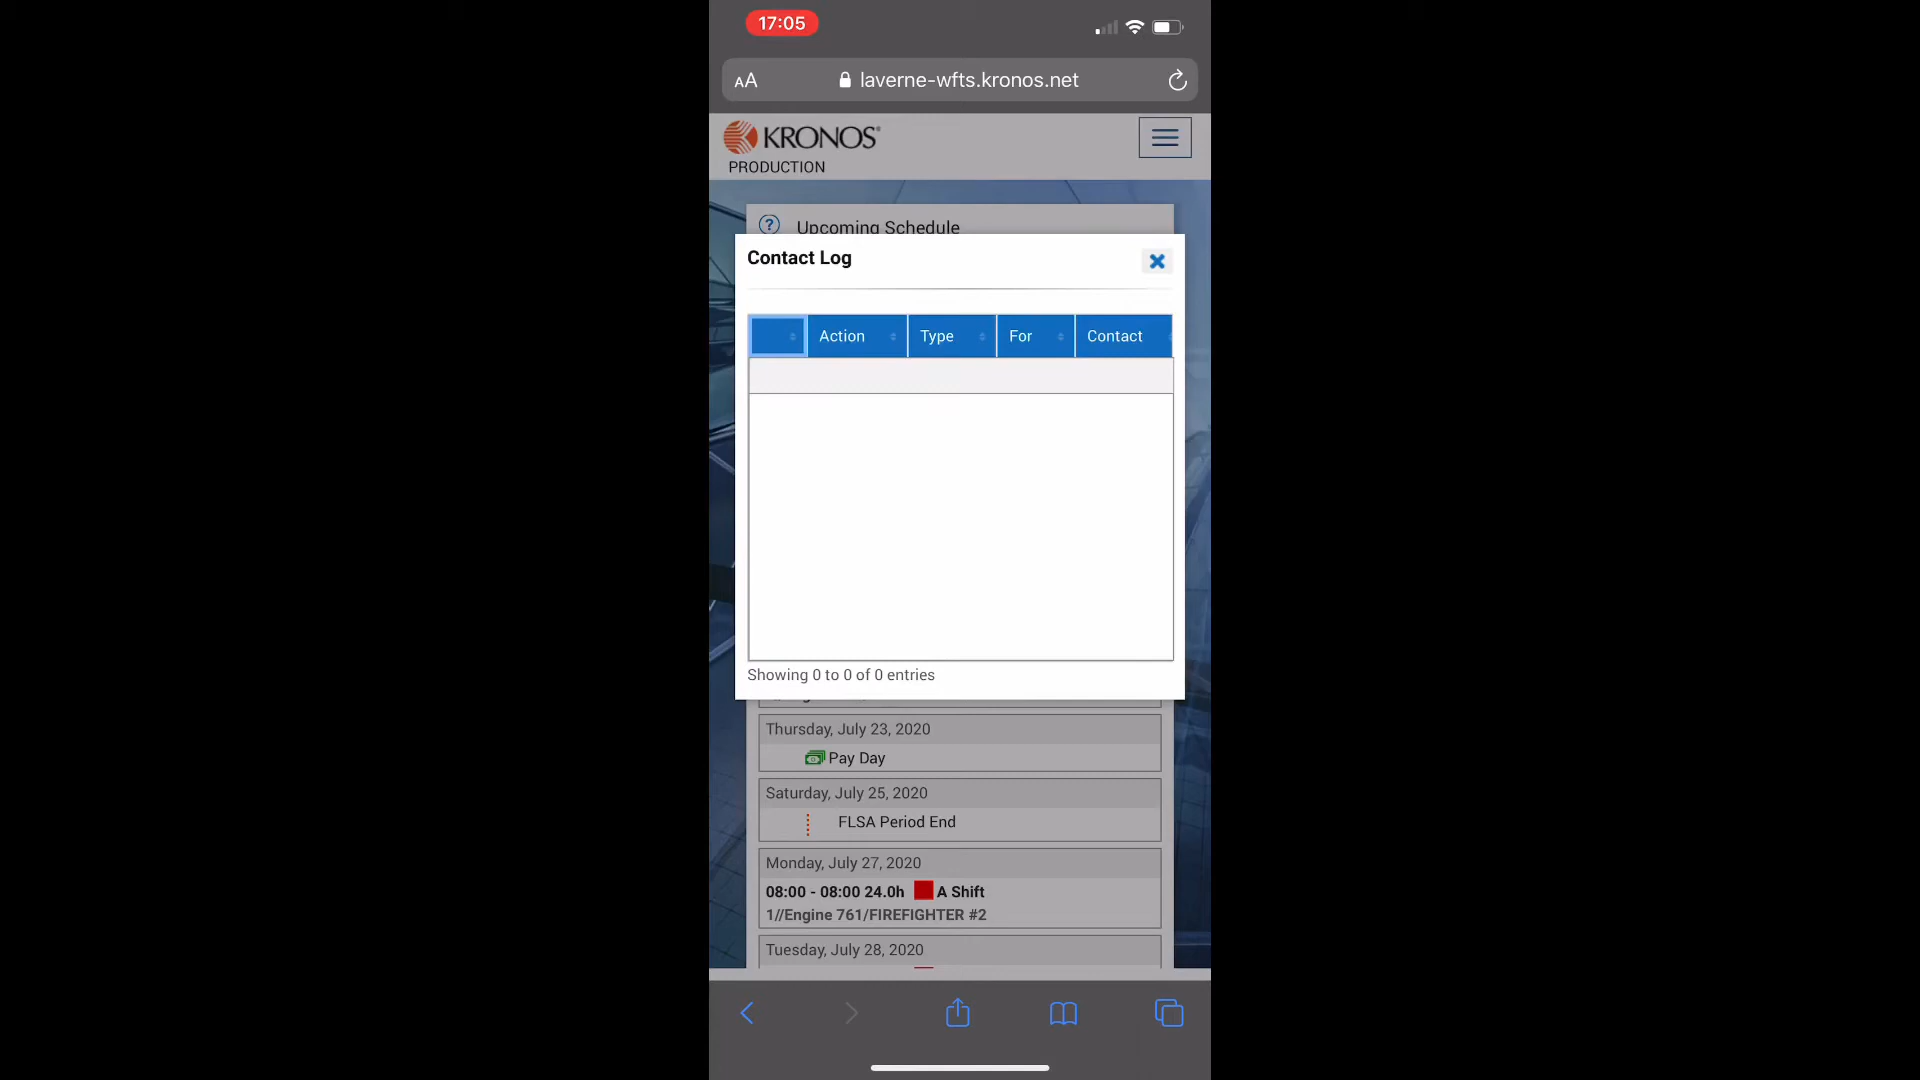 17:05
AA laverne-wfts.kronos.net
KRONOS
PRODUCTION
? Upcoming Schedule
Contact Log
Action Type For Contact
Showing 0 to 0 of 0 entries
Thursday, July 23, 2020
Pay Day
Saturday, July 25, 2020
FLSA Period End
Monday, July 27, 2020
08:00 - 08:00 24.0h A Shift
1//Engine 761/FIREFIGHTER #2
Tuesday, July 28, 2020